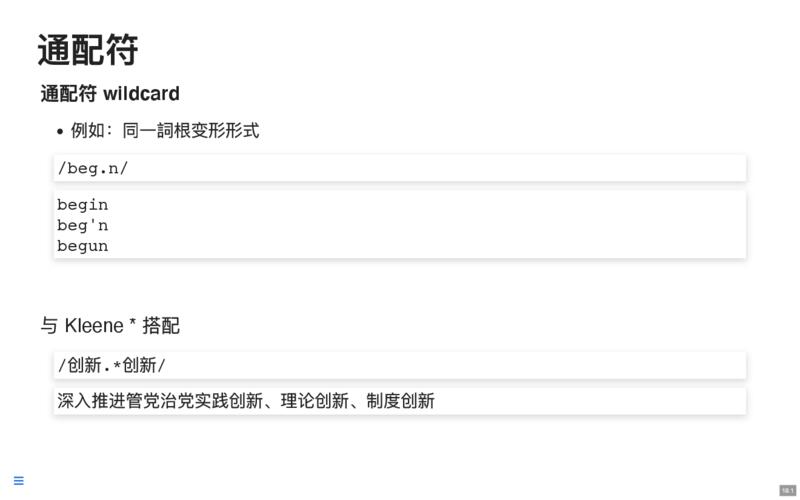 通配符
通配符 wildcard
• 例如：同一詞根变形形式
/beg.n/
begin
beg'n
begun
与 Kleene * 搭配
/创新.*创新/
深入推进管党治党实践创新、理论创新、制度创新
18.1